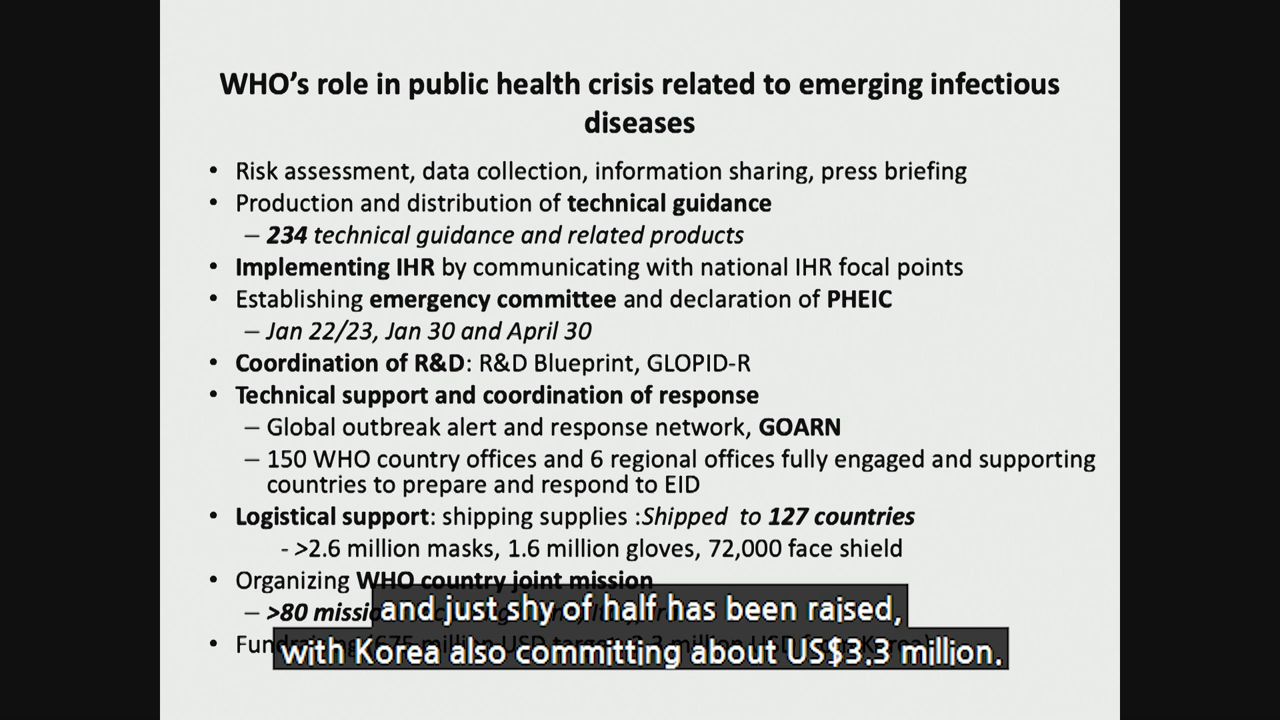 WHO’s role in public health crisis related to emerging infectious
diseases
• Risk assessment, data collection, information sharing, press briefing
• Production and distribution of technical guidance
– 234 technical guidance and related products
• Implementing IHR by communicating with national IHR focal points
• Establishing emergency committee and declaration of PHEIC
– Jan 22/23, Jan 30 and April 30
• Coordination of R&D: R&D Blueprint, GLOPID-R
• Technical support and coordination of response
– Global outbreak alert and response network, GOARN
– 150 WHO country offices and 6 regional offices fully engaged and supporting
countries to prepare and respond to EID
• Logistical support: shipping supplies :Shipped to 127 countries
- >2.6 million masks, 1.6 million gloves, 72,000 face shield
• Organizing WHO country joint mission
– >80
and just shy of half has been raised,
with Korea also committing about US$3.3 million.